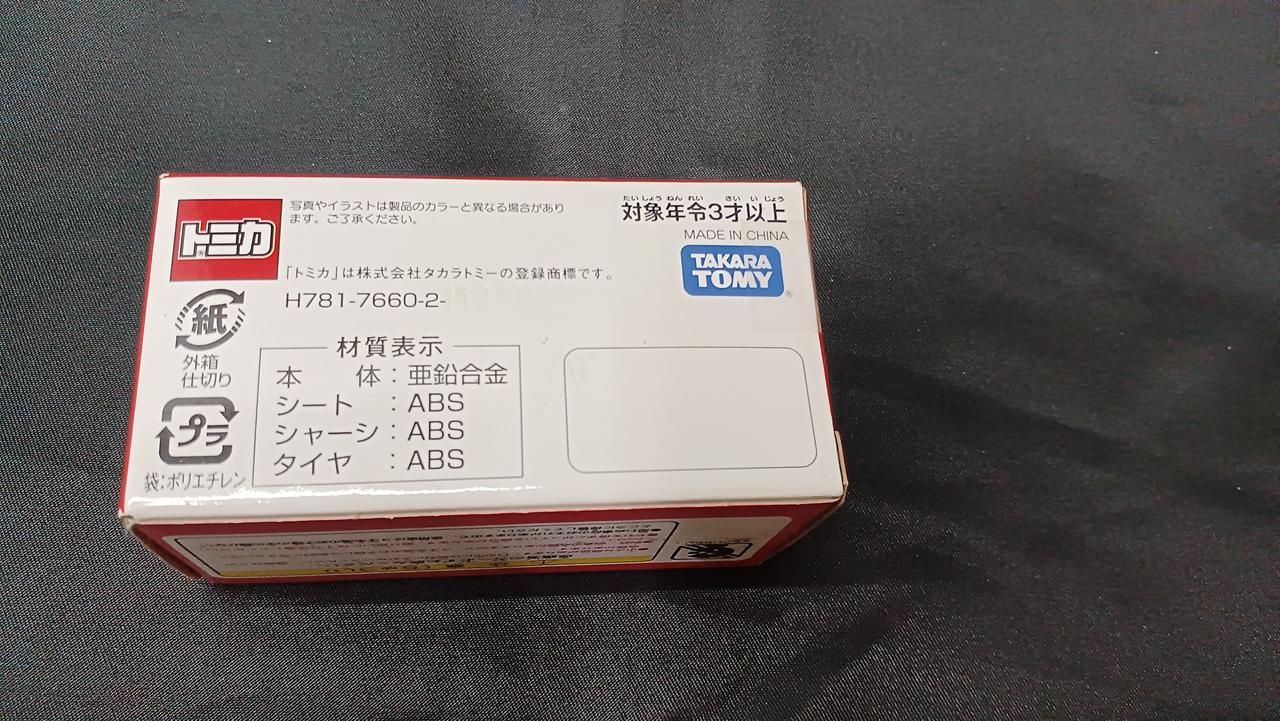 トミカ
写真やイラストは製品のカラーと異なる場合があり
ます。ご了承ください。
たいしょう ねん れい さい い じょう
対象年令3才以上
MADE IN CHINA
TAKARA
TOMY
「トミカ」は株式会社タカラトミーの登録商標です。
H781-7660-2-
紙
外箱
仕切り
プラ
袋:ポリエチレン
材質表示
本 体:亜鉛合金
シート :ABS
シャーシ:ABS
タイヤ :ABS